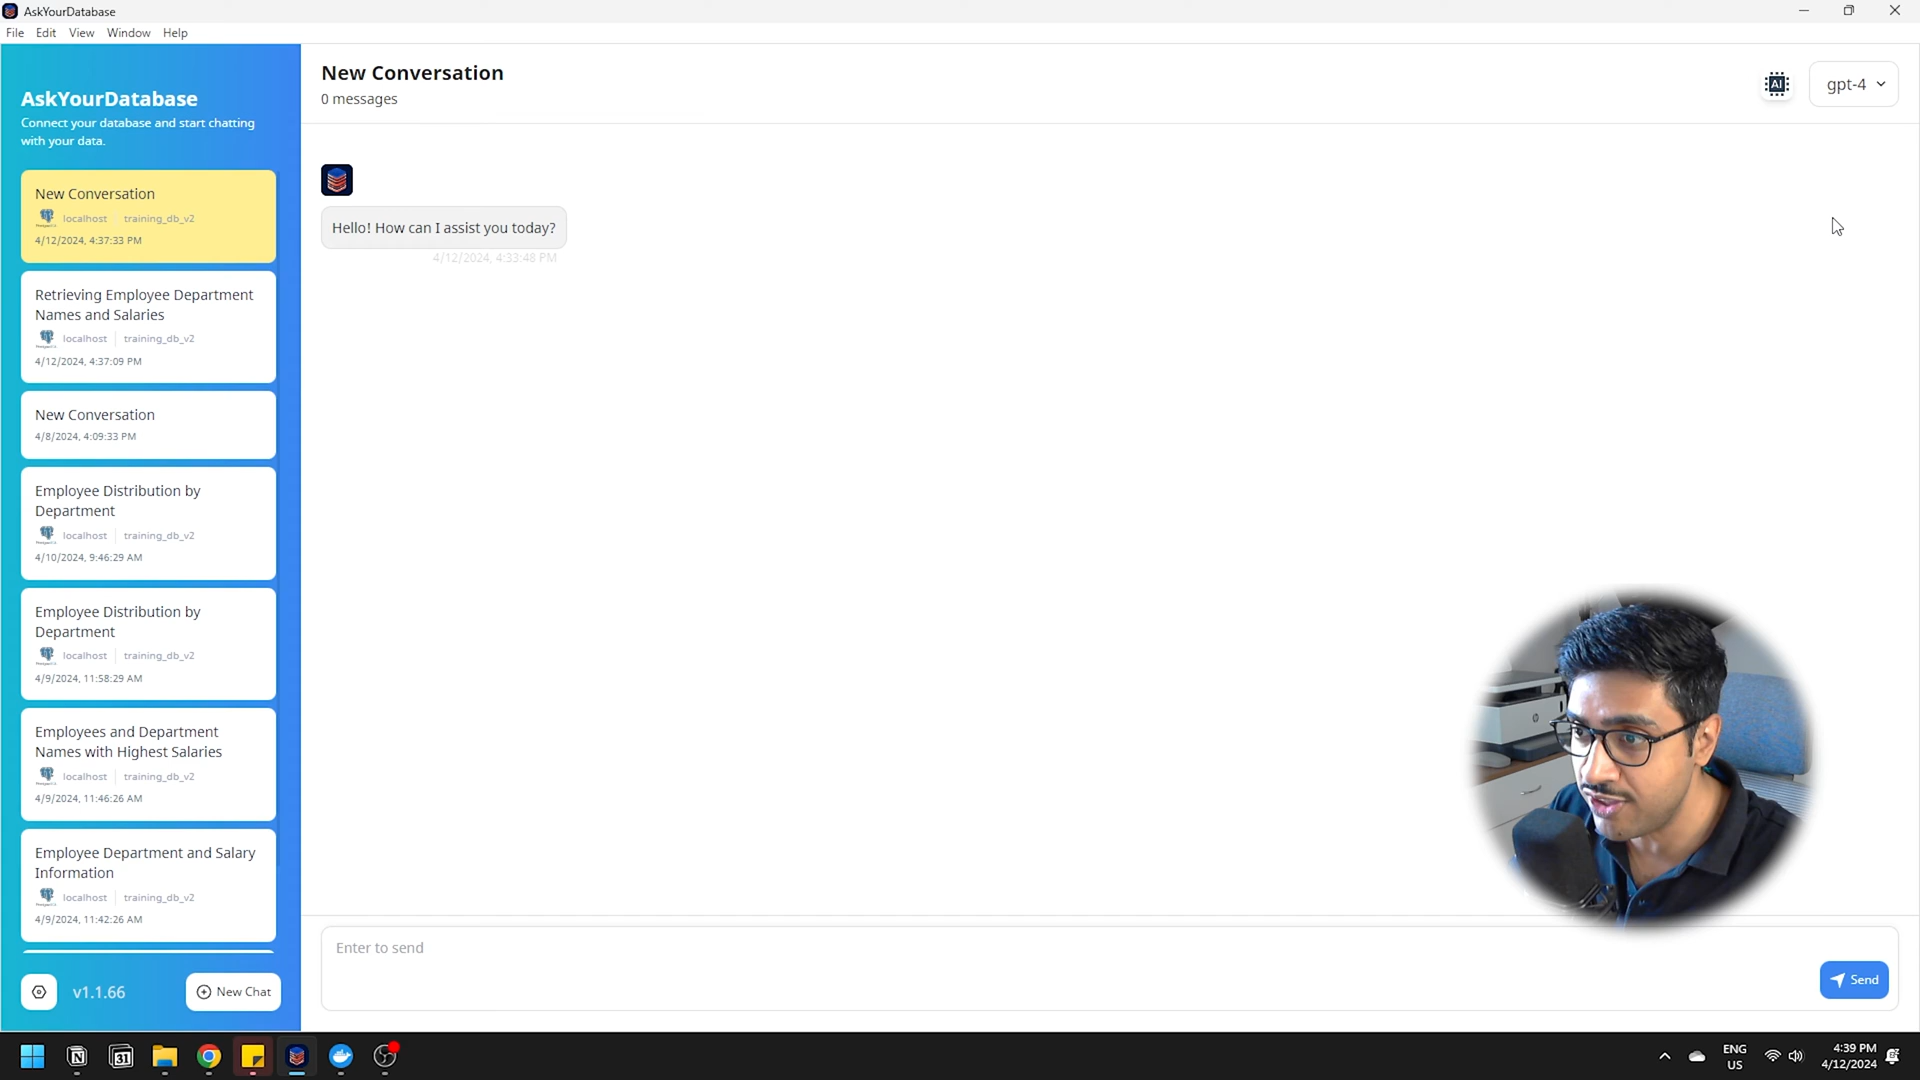 AskYourDatabase
File Edit View Window Help
AskYourDatabase
Connect your database and start chatting
with your data.
New Conversation
localhost training_db_v2
4/12/2024, 4:37:33 PM
Retrieving Employee Department
Names and Salaries
localhost training_db_v2
4/12/2024, 4:37:09 PM
New Conversation
4/8/2024, 4:09:33 PM
Employee Distribution by
Department
localhost training_db_v2
4/10/2024, 9:46:29 AM
Employee Distribution by
Department
localhost training_db_v2
4/9/2024, 11:58:29 AM
Employees and Department
Names with Highest Salaries
localhost training_db_v2
4/9/2024, 11:46:26 AM
Employee Department and Salary
Information
localhost training_db_v2
4/9/2024, 11:42:26 AM
v1.1.66
New Chat
New Conversation
0 messages
AI
gpt-4
Hello! How can I assist you today?
4/12/2024, 4:33:48 PM
Enter to send
Send
31
ENG
US
4:39 PM
4/12/2024